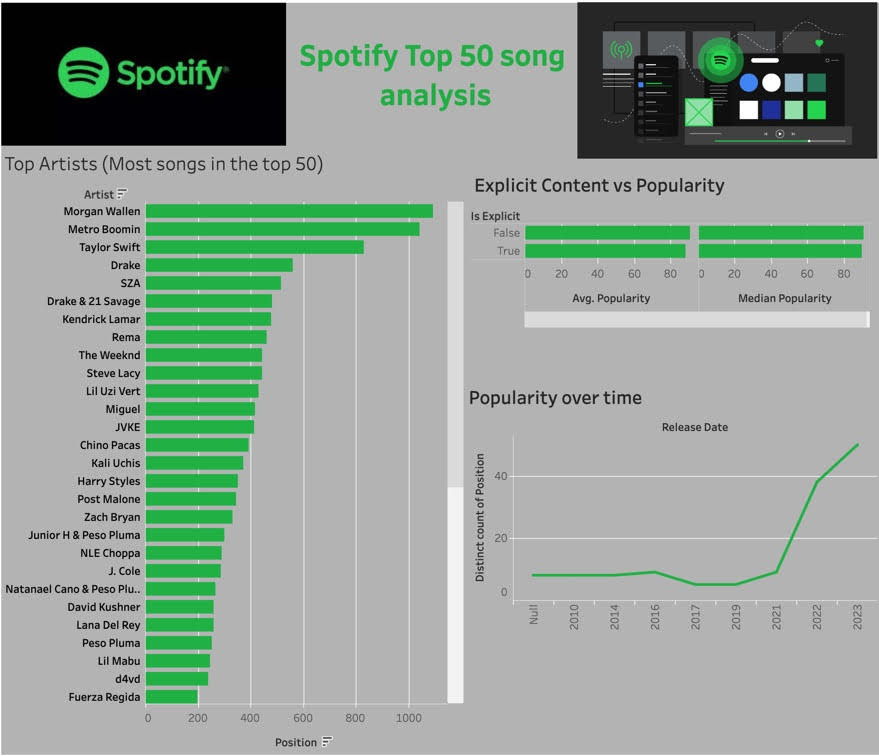 Spotify®
Spotify Top 50 song
analysis
Top Artists (Most songs in the top 50)
Artist
Morgan Wallen
Metro Boomin
Taylor Swift
Drake
SZA
Drake & 21 Savage
Kendrick Lamar
Rema
The Weeknd
Steve Lacy
Lil Uzi Vert
Miguel
JVKE
Chino Pacas
Kali Uchis
Harry Styles
Post Malone
Zach Bryan
Junior H & Peso Pluma
NLE Choppa
J. Cole
Natanael Cano & Peso Plu..
David Kushner
Lana Del Rey
Peso Pluma
Lil Mabu
d4vd
Fuerza Regida
0 200 400 600 800 1000
Position
Explicit Content vs Popularity
Is Explicit
False
True
0 20 40 60 80 0 20 40 60 80
Avg. Popularity Median Popularity
Popularity over time
Release Date
Distinct count of Position
40
20
0
Null 2010 2014 2016 2017 2019 2021 2022 2023